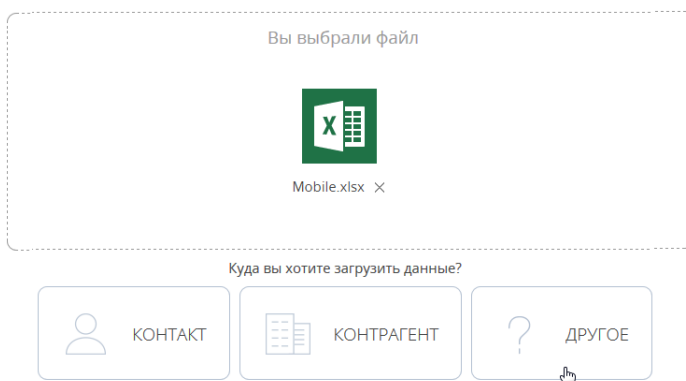 Вы выбрали файл
X
Mobile.xlsx
Куда вы хотите загрузить данные?
КОНТАКТ
КОНТРАГЕНТ
? ДРУГОЕ